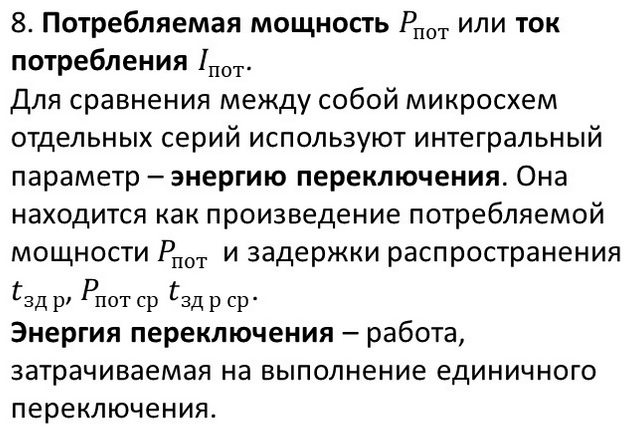 8. Потребляемая мощность Pпот или ток
потребления Iпот.
Для сравнения между собой микросхем
отдельных серий используют интегральный
параметр – энергию переключения. Она
находится как произведение потребляемой
мощности Pпот и задержки распространения
tзд р, Pпот ср tзд р ср.
Энергия переключения – работа,
затрачиваемая на выполнение единичного
переключения.